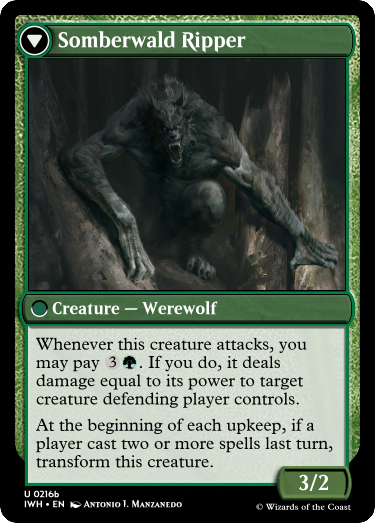 Somberwald Ripper
Creature — Werewolf
Whenever this creature attacks, you
may pay 3 . If you do, it deals
damage equal to its power to target
creature defending player controls.
At the beginning of each upkeep, if a
player cast two or more spells last turn,
transform this creature.
3/2
U 0216b
IWH • EN Antonio J. Manzanedo
© Wizards of the Coast